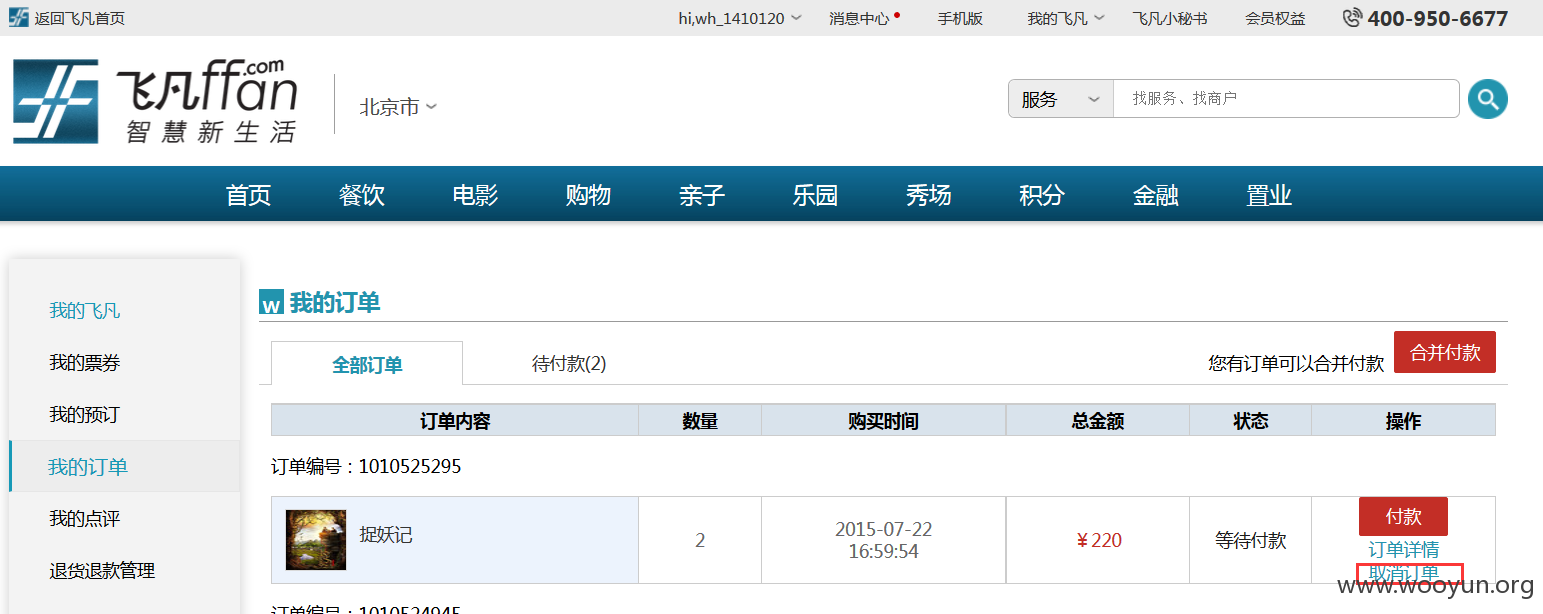 返回飞凡首页
hi,wh_1410120 消息中心 手机版 我的飞凡 飞凡小秘书 会员权益 400-950-6677
飞凡ffan.com
智慧新生活
北京市
服务 找服务、找商户
首页 餐饮 电影 购物 亲子 乐园 秀场 积分 金融 置业
我的飞凡
我的票券
我的预订
我的订单
我的点评
退货退款管理
w 我的订单
全部订单 待付款(2) 您有订单可以合并付款 合并付款
订单内容 数量 购买时间 总金额 状态 操作
订单编号：1010525295
捉妖记 2 2015-07-22 16:59:54 ¥220 等待付款 付款
订单详情
取消订单
订单编号：1010524945
www.wooyun.org